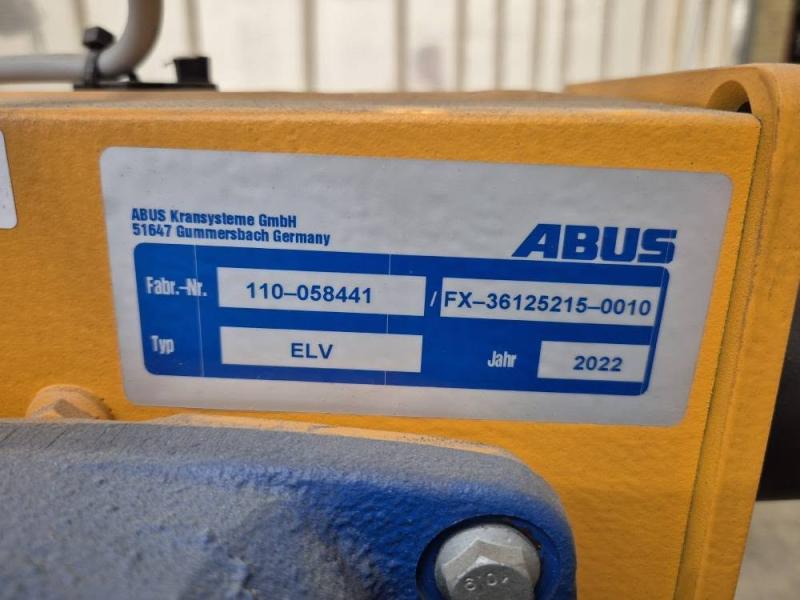 ABUS Kransysteme GmbH
51647 Gummersbach Germany
ABUS
Fabr.-Nr. 110-058441 / FX-36125215-0010
Typ ELV Jahr 2022